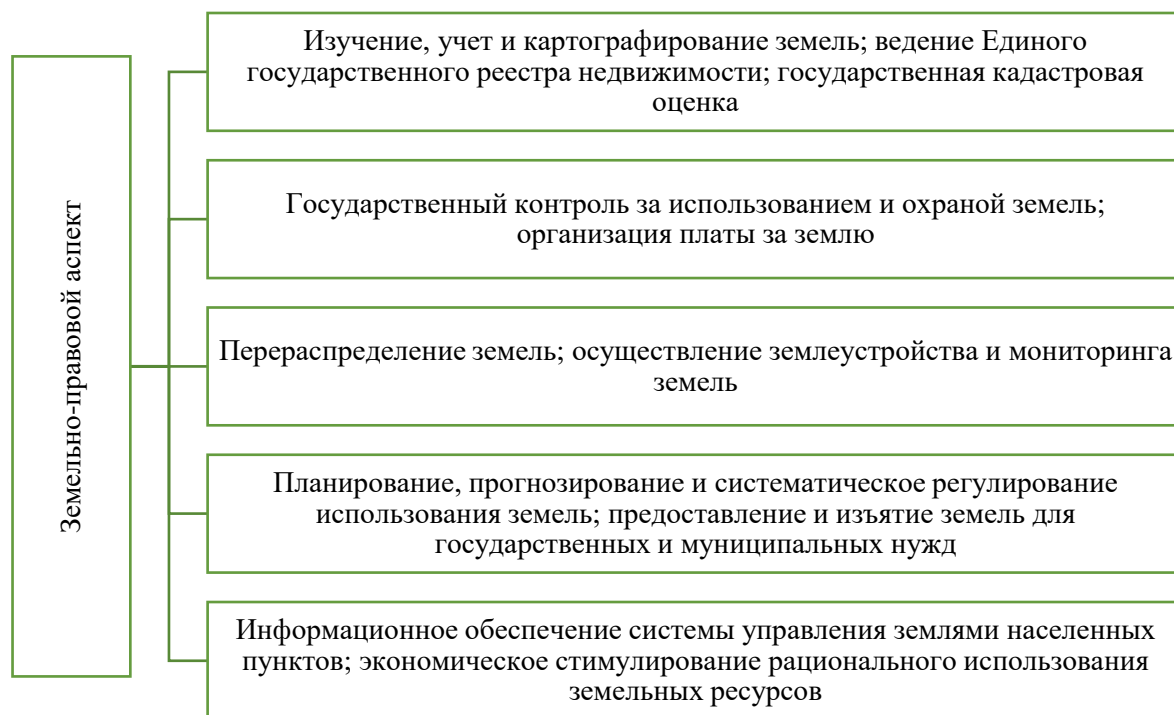 Земельно-правовой аспект
Изучение, учет и картографирование земель; ведение Единого
государственного реестра недвижимости; государственная кадастровая
оценка
Государственный контроль за использованием и охраной земель;
организация платы за землю
Перераспределение земель; осуществление землеустройства и мониторинга
земель
Планирование, прогнозирование и систематическое регулирование
использования земель; предоставление и изъятие земель для
государственных и муниципальных нужд
Информационное обеспечение системы управления землями населенных
пунктов; экономическое стимулирование рационального использования
земельных ресурсов